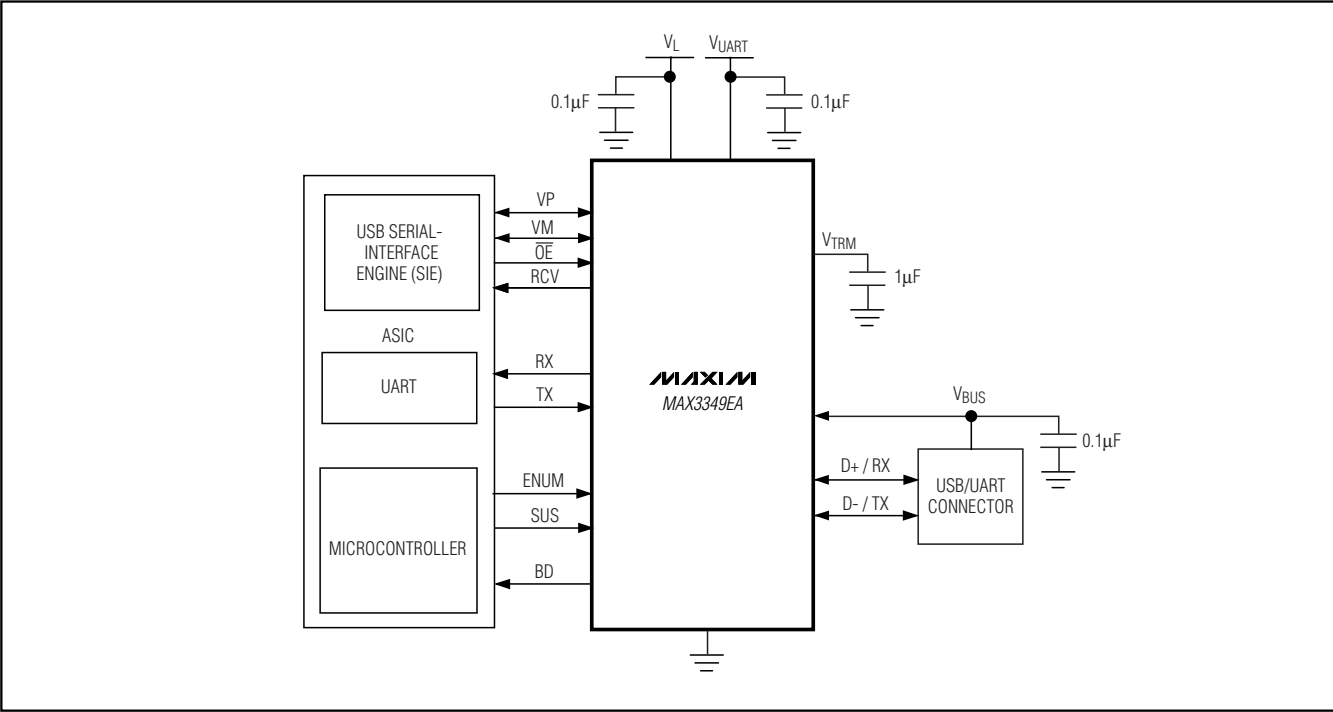 VL
VUART
0.1µF
0.1µF
VP
VM
OE
RCV
USB SERIAL-
INTERFACE
ENGINE (SIE)
VTRM
1µF
ASIC
UART
RX
TX
MAXIM
MAX3349EA
VBUS
0.1µF
D+ / RX
D- / TX
USB/UART
CONNECTOR
ENUM
SUS
BD
MICROCONTROLLER